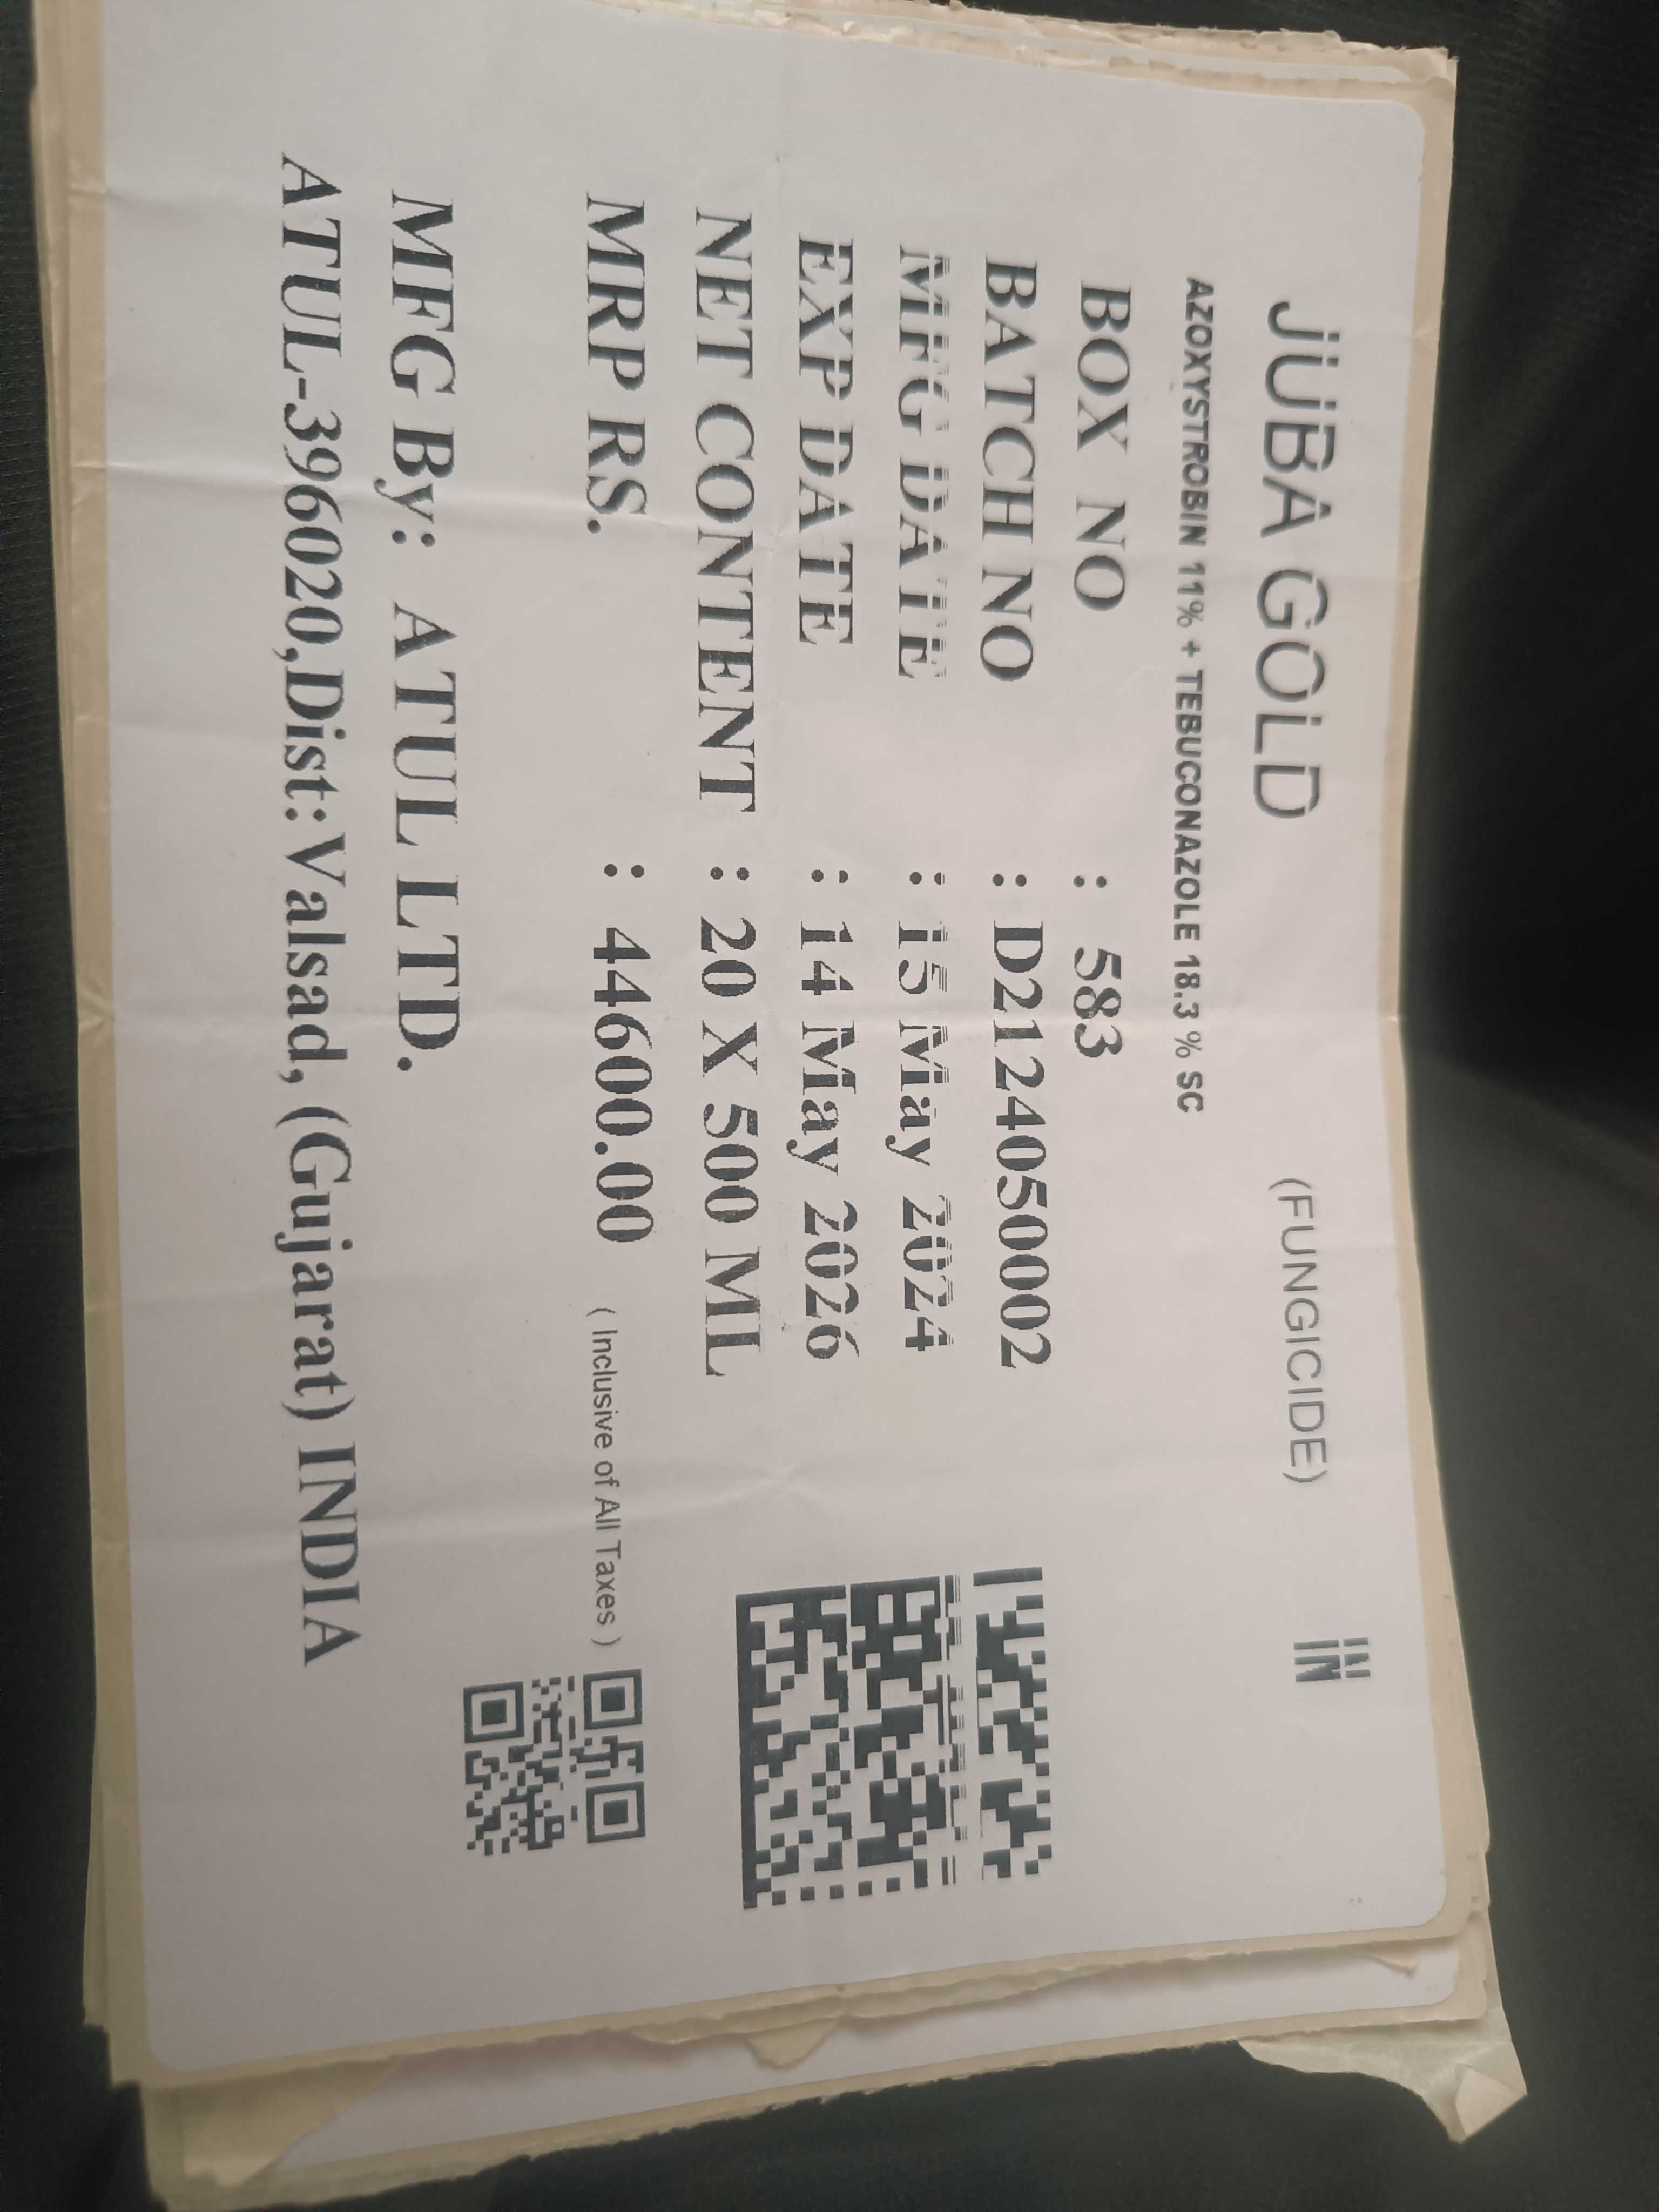 JUBA GOLD (FUNGICIDE) IN
AZOXYSTROBIN 11% + TEBUCONAZOLE 18.3 % SC
BOX NO : 583
BATCH NO : D2124050002
MFG DATE : 15 May 2024
EXP DATE : 14 May 2026
NET CONTENT : 20 X 500 ML
MRP RS. : 44600.00 ( Inclusive of All Taxes )
MFG By: ATUL LTD.
ATUL-396020,Dist:Valsad, (Gujarat) INDIA